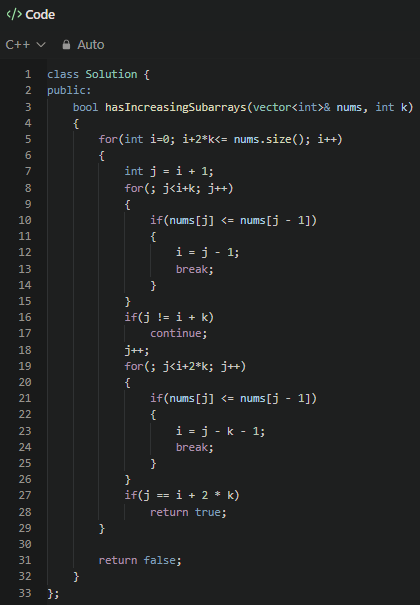 </> Code
C++ Auto
1 class Solution {
2 public:
3     bool hasIncreasingSubarrays(vector<int>& nums, int k)
4     {
5         for(int i=0; i+2*k<= nums.size(); i++)
6         {
7             int j = i + 1;
8             for(; j<i+k; j++)
9             {
10                 if(nums[j] <= nums[j - 1])
11                 {
12                     i = j - 1;
13                     break;
14                 }
15             }
16             if(j != i + k)
17                 continue;
18             j++;
19             for(; j<i+2*k; j++)
20             {
21                 if(nums[j] <= nums[j - 1])
22                 {
23                     i = j - k - 1;
24                     break;
25                 }
26             }
27             if(j == i + 2 * k)
28                 return true;
29         }
30
31         return false;
32     }
33 };